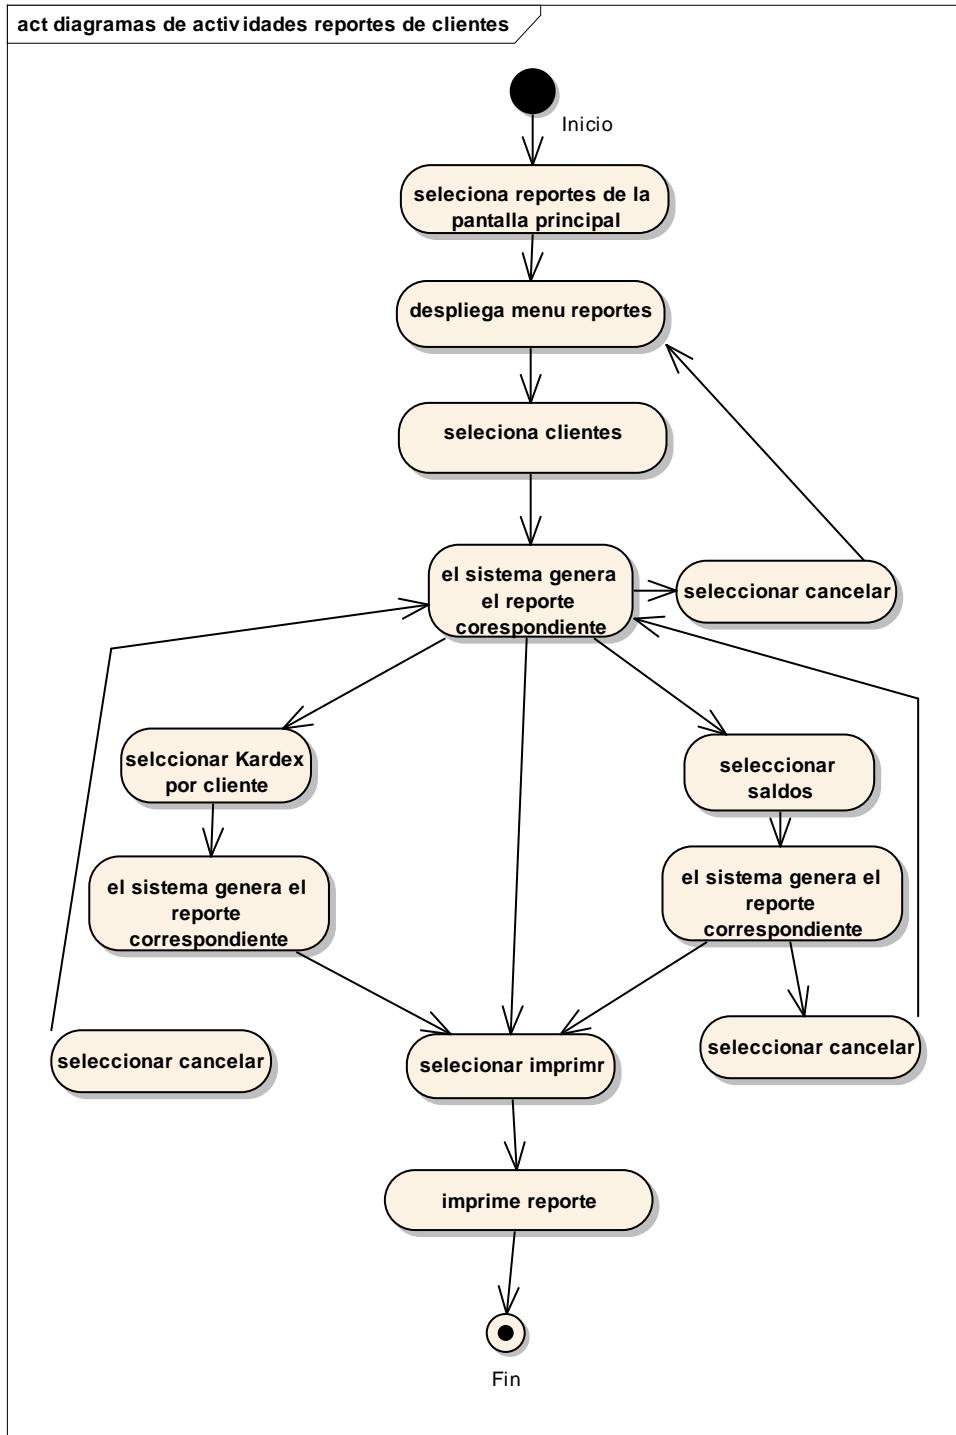 act diagramas de actividades reportes de clientes
Inicio
seleciona reportes de la
pantalla principal
despliega menu reportes
seleciona clientes
el sistema genera
el reporte
corespondiente
seleccionar cancelar
selccionar Kardex
por cliente
seleccionar
saldos
el sistema genera el
reporte
correspondiente
el sistema genera el
reporte
correspondiente
seleccionar cancelar
selecionar imprimr
seleccionar cancelar
imprime reporte
Fin